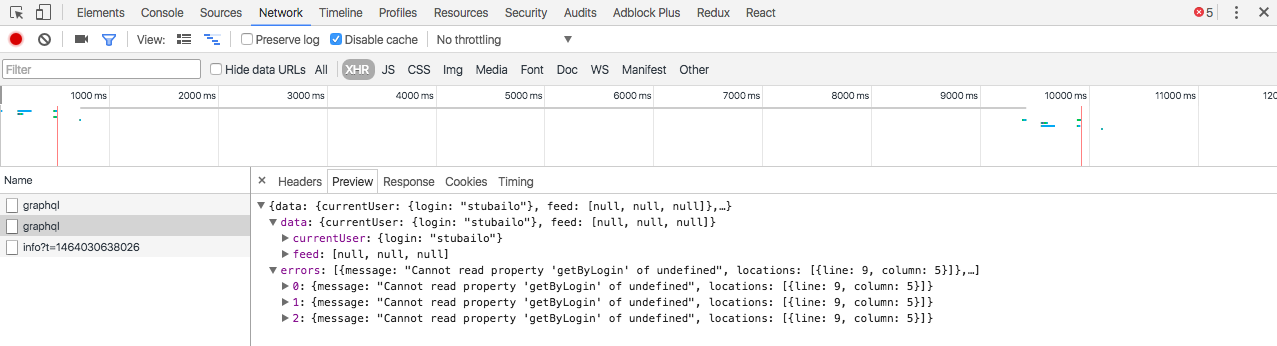 Elements Console Sources Network Timeline Profiles Resources Security Audits Adblock Plus Redux React 5
View: Preserve log Disable cache No throttling
Filter Hide data URLs All XHR JS CSS Img Media Font Doc WS Manifest Other
1000 ms 2000 ms 3000 ms 4000 ms 5000 ms 6000 ms 7000 ms 8000 ms 9000 ms 10000 ms 11000 ms 120
Name
graphql
graphql
info?t=1464030638026
Headers Preview Response Cookies Timing
{data: {currentUser: {login: "stubailo"}, feed: [null, null, null]},…}
data: {currentUser: {login: "stubailo"}, feed: [null, null, null]}
currentUser: {login: "stubailo"}
feed: [null, null, null]
errors: [{message: "Cannot read property 'getByLogin' of undefined", locations: [{line: 9, column: 5}]},…]
0: {message: "Cannot read property 'getByLogin' of undefined", locations: [{line: 9, column: 5}]}
1: {message: "Cannot read property 'getByLogin' of undefined", locations: [{line: 9, column: 5}]}
2: {message: "Cannot read property 'getByLogin' of undefined", locations: [{line: 9, column: 5}]}